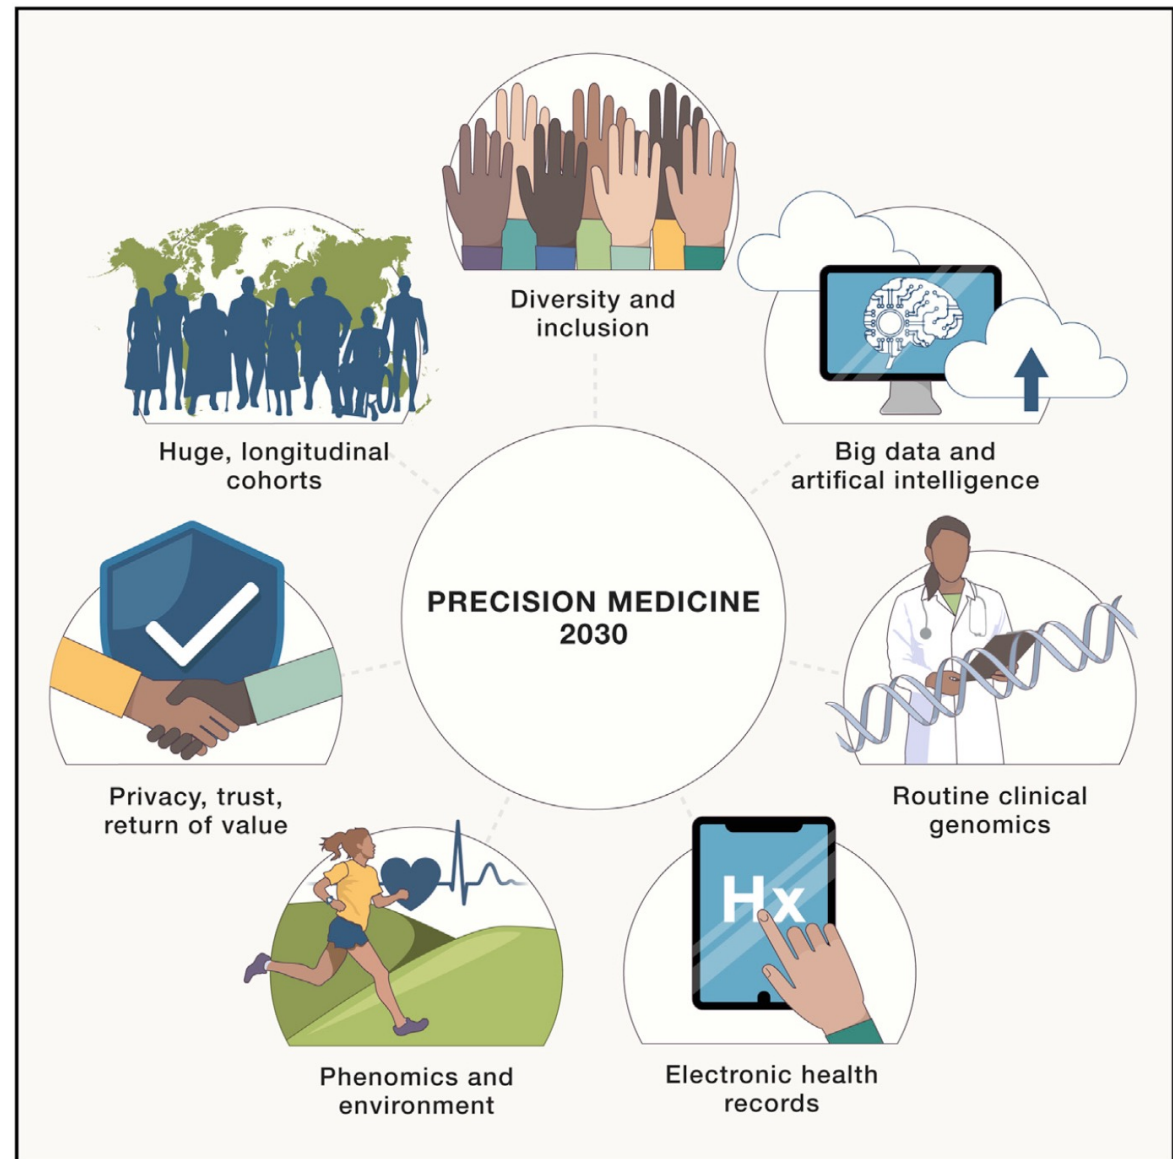 Diversity and
inclusion
Huge, longitudinal
cohorts
Big data and
artifical intelligence
PRECISION MEDICINE
2030
Privacy, trust,
return of value
Routine clinical
genomics
Hx
Phenomics and
environment
Electronic health
records